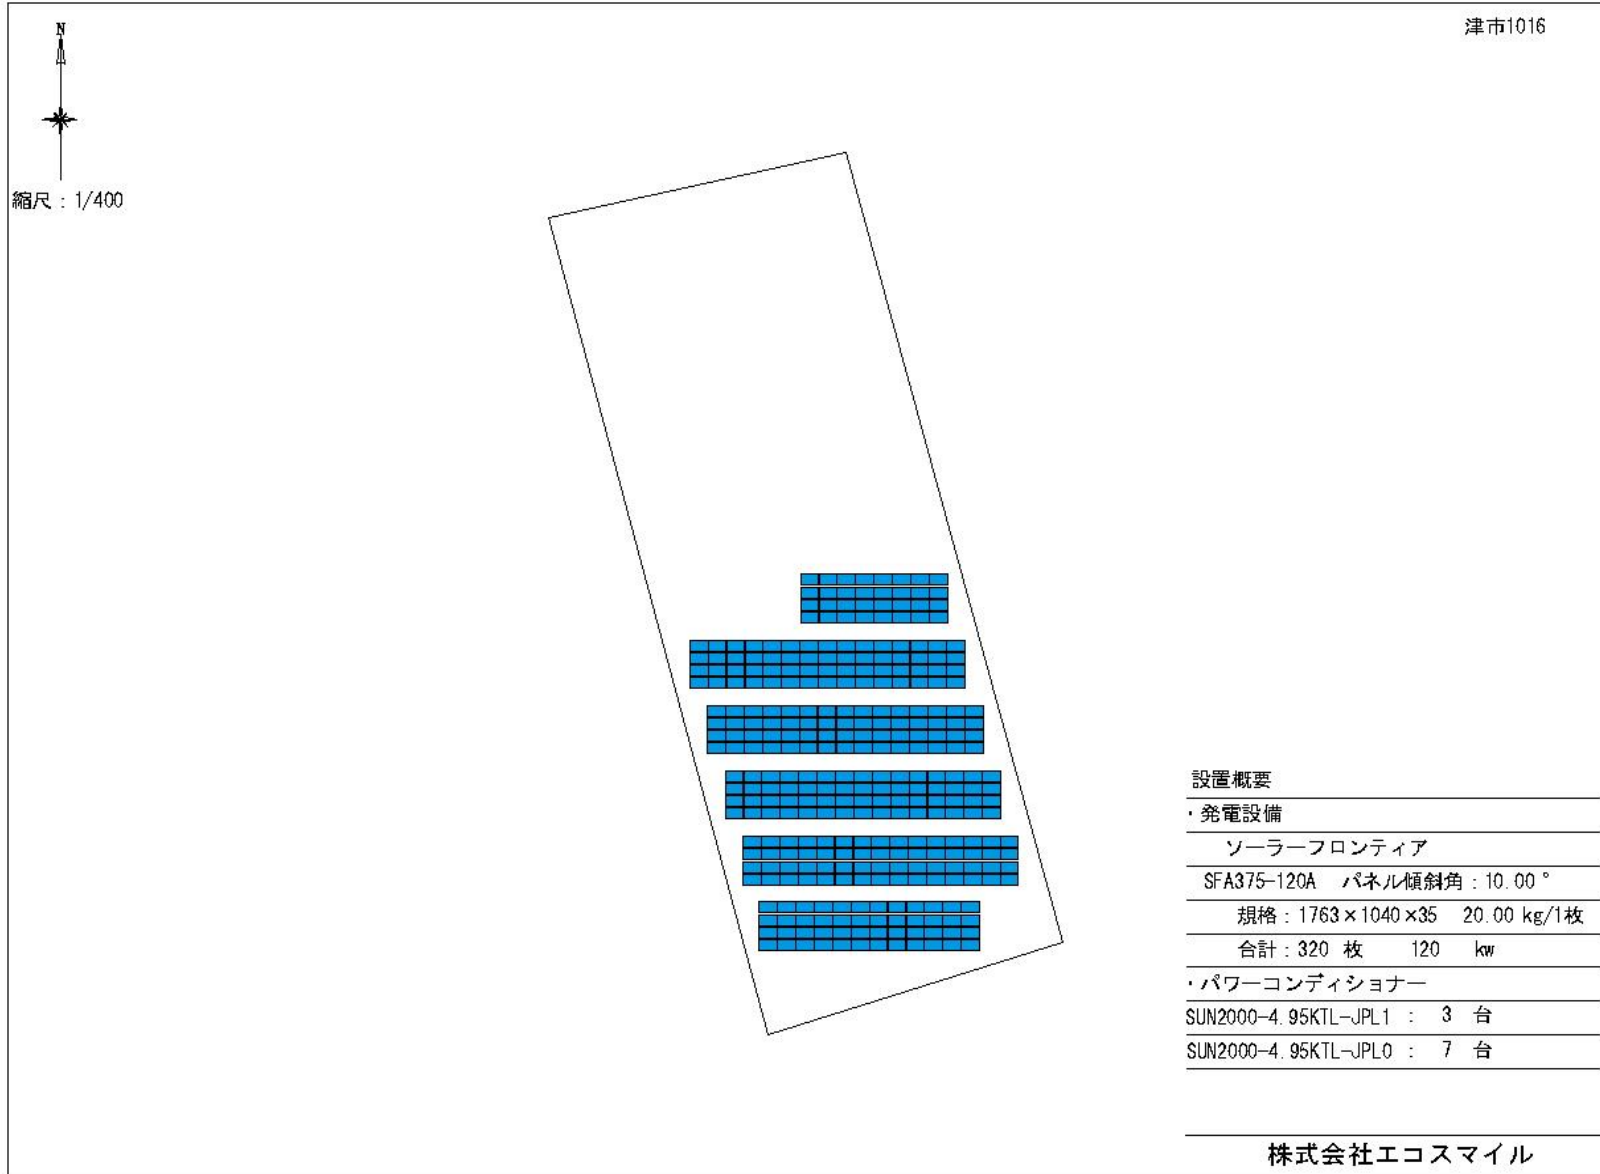 津市1016
N
縮尺：1/400
設置概要
・発電設備
ソーラーフロンティア
SFA375-120A パネル傾斜角：10.00°
規格：1763×1040×35 20.00 kg/1枚
合計：320 枚 120 kw
・パワーコンディショナー
SUN2000-4.95KTL-JPL1 ： 3 台
SUN2000-4.95KTL-JPL0 ： 7 台
株式会社エコスマイル